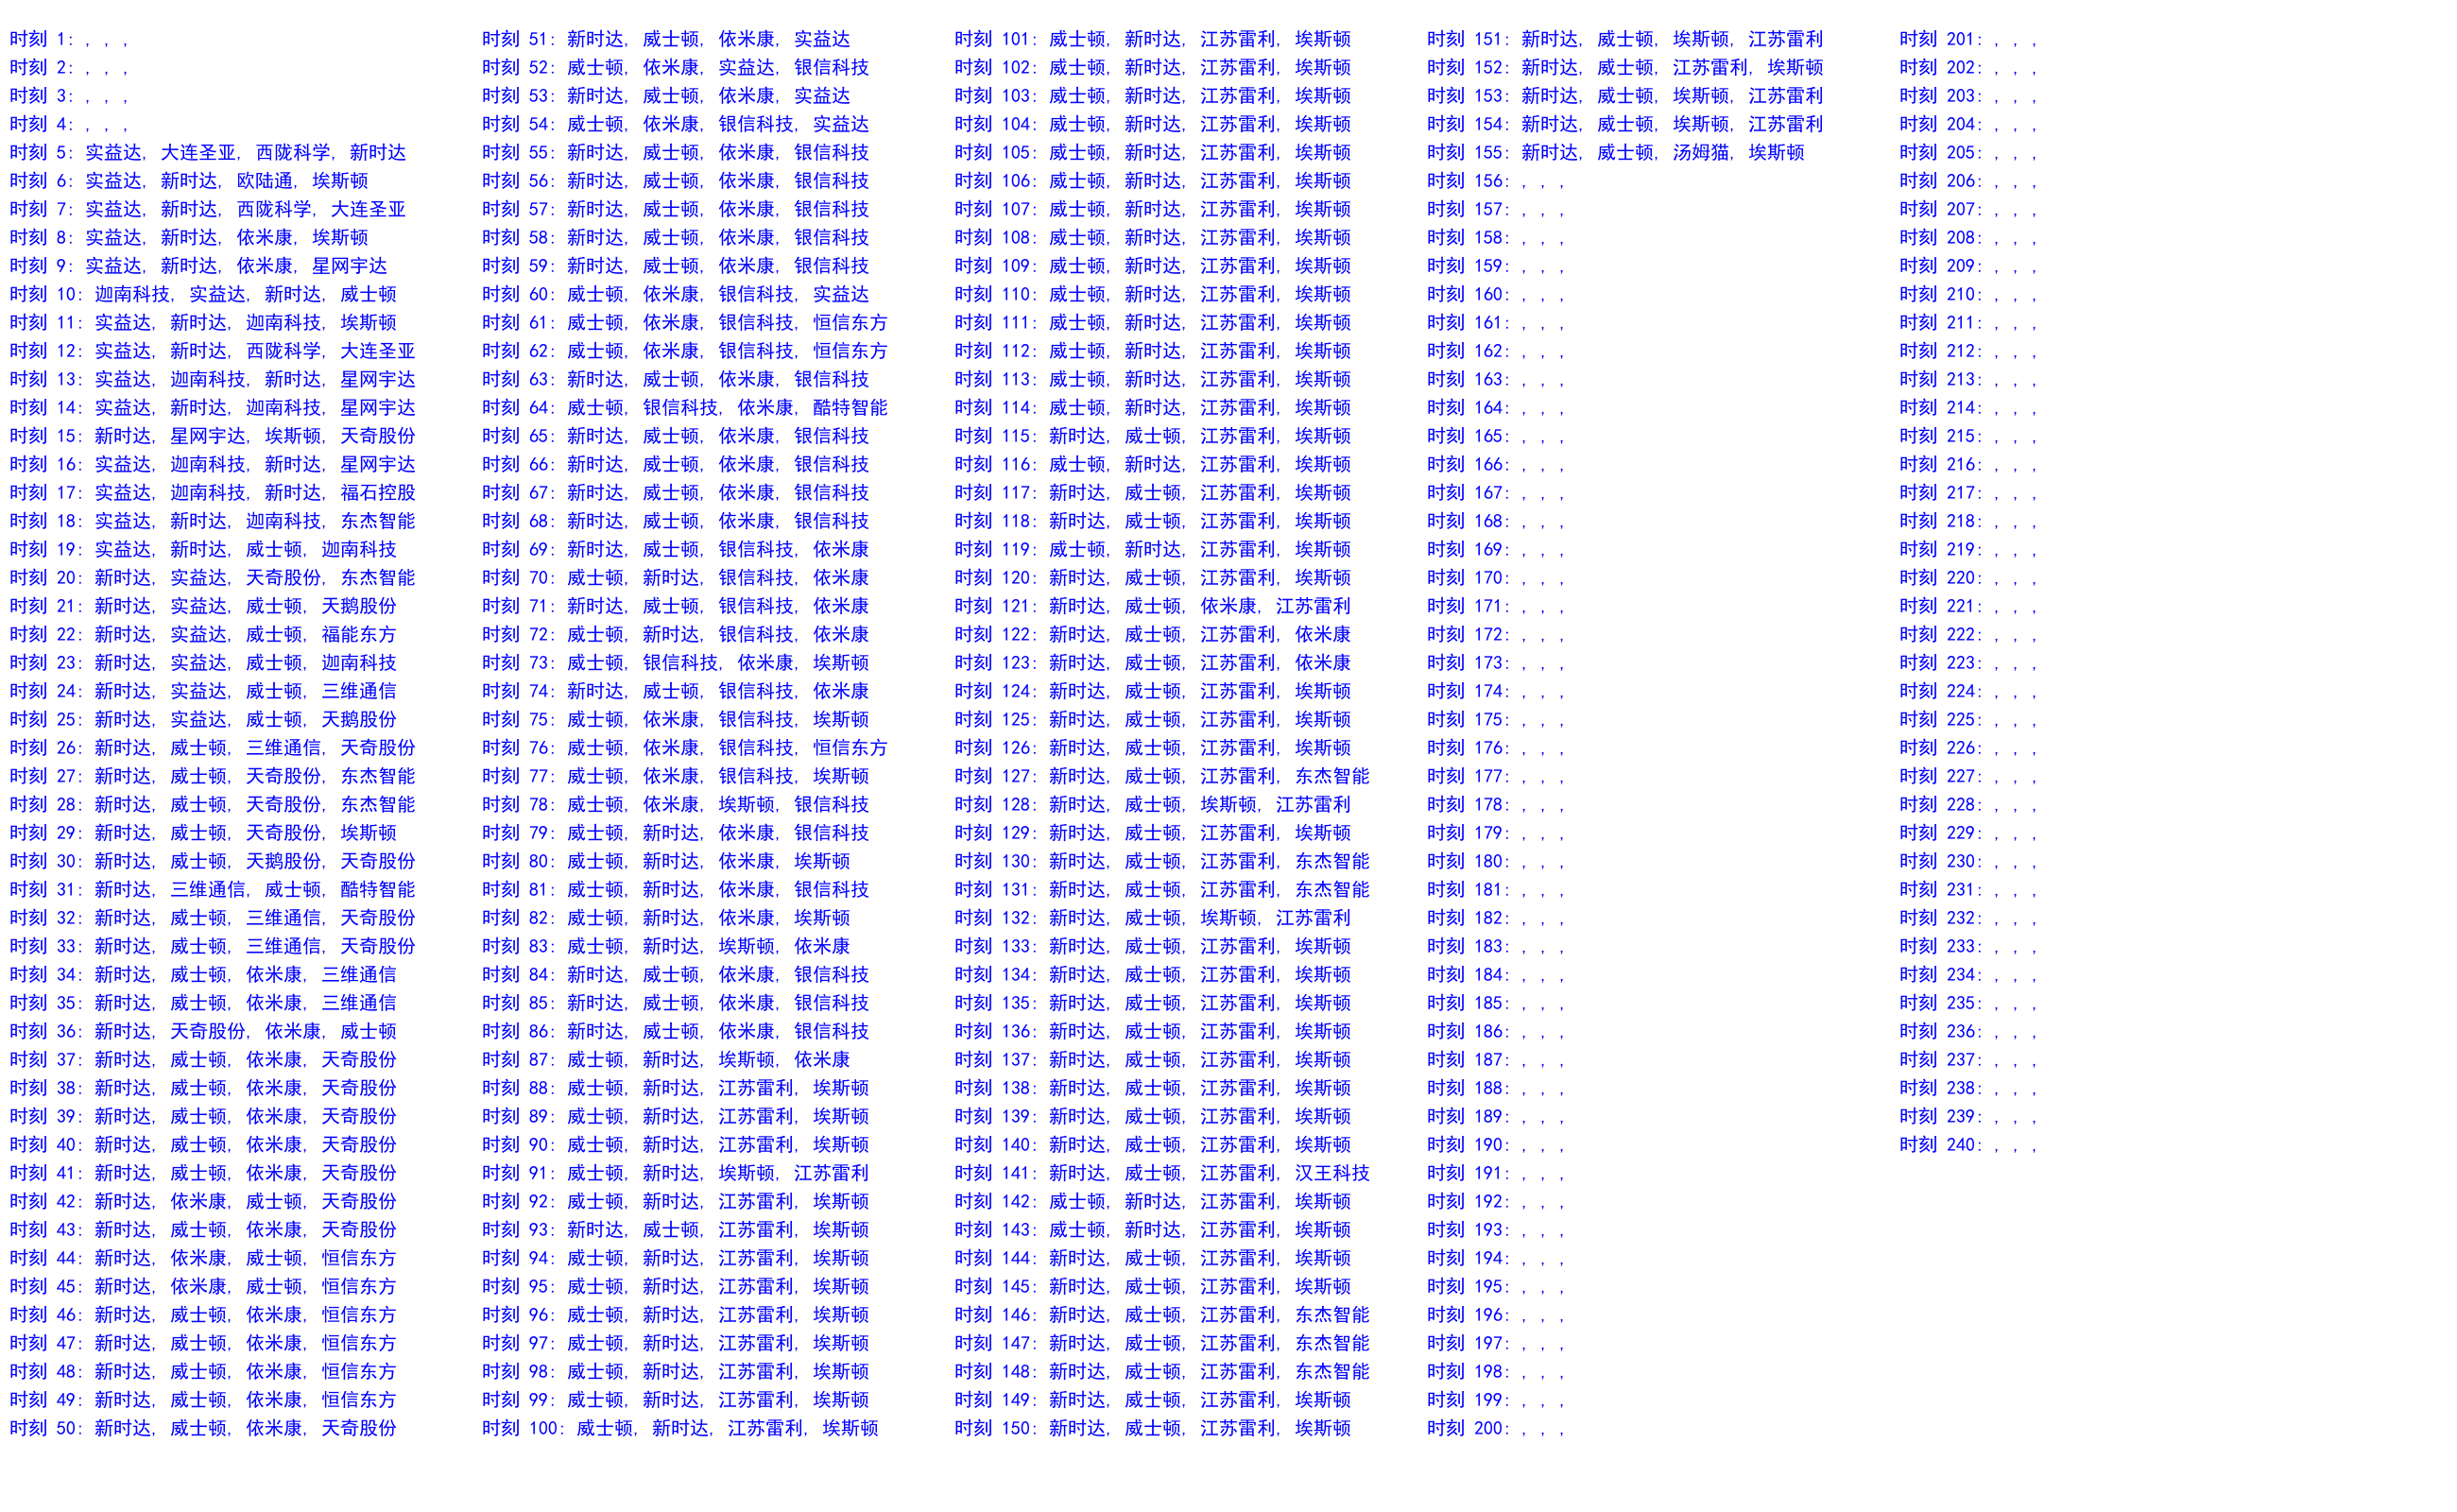 时刻 1: , , ,
时刻 2: , , ,
时刻 3: , , ,
时刻 4: , , ,
时刻 5: 实益达, 大连圣亚, 西陇科学, 新时达
时刻 6: 实益达, 新时达, 欧陆通, 埃斯顿
时刻 7: 实益达, 新时达, 西陇科学, 大连圣亚
时刻 8: 实益达, 新时达, 依米康, 埃斯顿
时刻 9: 实益达, 新时达, 依米康, 星网宇达
时刻 10: 迦南科技, 实益达, 新时达, 威士顿
时刻 11: 实益达, 新时达, 迦南科技, 埃斯顿
时刻 12: 实益达, 新时达, 西陇科学, 大连圣亚
时刻 13: 实益达, 迦南科技, 新时达, 星网宇达
时刻 14: 实益达, 新时达, 迦南科技, 星网宇达
时刻 15: 新时达, 星网宇达, 埃斯顿, 天奇股份
时刻 16: 实益达, 迦南科技, 新时达, 星网宇达
时刻 17: 实益达, 迦南科技, 新时达, 福石控股
时刻 18: 实益达, 新时达, 迦南科技, 东杰智能
时刻 19: 实益达, 新时达, 威士顿, 迦南科技
时刻 20: 新时达, 实益达, 天奇股份, 东杰智能
时刻 21: 新时达, 实益达, 威士顿, 天鹅股份
时刻 22: 新时达, 实益达, 威士顿, 福能东方
时刻 23: 新时达, 实益达, 威士顿, 迦南科技
时刻 24: 新时达, 实益达, 威士顿, 三维通信
时刻 25: 新时达, 实益达, 威士顿, 天鹅股份
时刻 26: 新时达, 威士顿, 三维通信, 天奇股份
时刻 27: 新时达, 威士顿, 天奇股份, 东杰智能
时刻 28: 新时达, 威士顿, 天奇股份, 东杰智能
时刻 29: 新时达, 威士顿, 天奇股份, 埃斯顿
时刻 30: 新时达, 威士顿, 天鹅股份, 天奇股份
时刻 31: 新时达, 三维通信, 威士顿, 酷特智能
时刻 32: 新时达, 威士顿, 三维通信, 天奇股份
时刻 33: 新时达, 威士顿, 三维通信, 天奇股份
时刻 34: 新时达, 威士顿, 依米康, 三维通信
时刻 35: 新时达, 威士顿, 依米康, 三维通信
时刻 36: 新时达, 天奇股份, 依米康, 威士顿
时刻 37: 新时达, 威士顿, 依米康, 天奇股份
时刻 38: 新时达, 威士顿, 依米康, 天奇股份
时刻 39: 新时达, 威士顿, 依米康, 天奇股份
时刻 40: 新时达, 威士顿, 依米康, 天奇股份
时刻 41: 新时达, 威士顿, 依米康, 天奇股份
时刻 42: 新时达, 依米康, 威士顿, 天奇股份
时刻 43: 新时达, 威士顿, 依米康, 天奇股份
时刻 44: 新时达, 依米康, 威士顿, 恒信东方
时刻 45: 新时达, 依米康, 威士顿, 恒信东方
时刻 46: 新时达, 威士顿, 依米康, 恒信东方
时刻 47: 新时达, 威士顿, 依米康, 恒信东方
时刻 48: 新时达, 威士顿, 依米康, 恒信东方
时刻 49: 新时达, 威士顿, 依米康, 恒信东方
时刻 50: 新时达, 威士顿, 依米康, 天奇股份
时刻 51: 新时达, 威士顿, 依米康, 实益达
时刻 52: 威士顿, 依米康, 实益达, 银信科技
时刻 53: 新时达, 威士顿, 依米康, 实益达
时刻 54: 威士顿, 依米康, 银信科技, 实益达
时刻 55: 新时达, 威士顿, 依米康, 银信科技
时刻 56: 新时达, 威士顿, 依米康, 银信科技
时刻 57: 新时达, 威士顿, 依米康, 银信科技
时刻 58: 新时达, 威士顿, 依米康, 银信科技
时刻 59: 新时达, 威士顿, 依米康, 银信科技
时刻 60: 威士顿, 依米康, 银信科技, 实益达
时刻 61: 威士顿, 依米康, 银信科技, 恒信东方
时刻 62: 威士顿, 依米康, 银信科技, 恒信东方
时刻 63: 新时达, 威士顿, 依米康, 银信科技
时刻 64: 威士顿, 银信科技, 依米康, 酷特智能
时刻 65: 新时达, 威士顿, 依米康, 银信科技
时刻 66: 新时达, 威士顿, 依米康, 银信科技
时刻 67: 新时达, 威士顿, 依米康, 银信科技
时刻 68: 新时达, 威士顿, 依米康, 银信科技
时刻 69: 新时达, 威士顿, 银信科技, 依米康
时刻 70: 威士顿, 新时达, 银信科技, 依米康
时刻 71: 新时达, 威士顿, 银信科技, 依米康
时刻 72: 威士顿, 新时达, 银信科技, 依米康
时刻 73: 威士顿, 银信科技, 依米康, 埃斯顿
时刻 74: 新时达, 威士顿, 银信科技, 依米康
时刻 75: 威士顿, 依米康, 银信科技, 埃斯顿
时刻 76: 威士顿, 依米康, 银信科技, 恒信东方
时刻 77: 威士顿, 依米康, 银信科技, 埃斯顿
时刻 78: 威士顿, 依米康, 埃斯顿, 银信科技
时刻 79: 威士顿, 新时达, 依米康, 银信科技
时刻 80: 威士顿, 新时达, 依米康, 埃斯顿
时刻 81: 威士顿, 新时达, 依米康, 银信科技
时刻 82: 威士顿, 新时达, 依米康, 埃斯顿
时刻 83: 威士顿, 新时达, 埃斯顿, 依米康
时刻 84: 新时达, 威士顿, 依米康, 银信科技
时刻 85: 新时达, 威士顿, 依米康, 银信科技
时刻 86: 新时达, 威士顿, 依米康, 银信科技
时刻 87: 威士顿, 新时达, 埃斯顿, 依米康
时刻 88: 威士顿, 新时达, 江苏雷利, 埃斯顿
时刻 89: 威士顿, 新时达, 江苏雷利, 埃斯顿
时刻 90: 威士顿, 新时达, 江苏雷利, 埃斯顿
时刻 91: 威士顿, 新时达, 埃斯顿, 江苏雷利
时刻 92: 威士顿, 新时达, 江苏雷利, 埃斯顿
时刻 93: 新时达, 威士顿, 江苏雷利, 埃斯顿
时刻 94: 威士顿, 新时达, 江苏雷利, 埃斯顿
时刻 95: 威士顿, 新时达, 江苏雷利, 埃斯顿
时刻 96: 威士顿, 新时达, 江苏雷利, 埃斯顿
时刻 97: 威士顿, 新时达, 江苏雷利, 埃斯顿
时刻 98: 威士顿, 新时达, 江苏雷利, 埃斯顿
时刻 99: 威士顿, 新时达, 江苏雷利, 埃斯顿
时刻 100: 威士顿, 新时达, 江苏雷利, 埃斯顿
时刻 101: 威士顿, 新时达, 江苏雷利, 埃斯顿
时刻 102: 威士顿, 新时达, 江苏雷利, 埃斯顿
时刻 103: 威士顿, 新时达, 江苏雷利, 埃斯顿
时刻 104: 威士顿, 新时达, 江苏雷利, 埃斯顿
时刻 105: 威士顿, 新时达, 江苏雷利, 埃斯顿
时刻 106: 威士顿, 新时达, 江苏雷利, 埃斯顿
时刻 107: 威士顿, 新时达, 江苏雷利, 埃斯顿
时刻 108: 威士顿, 新时达, 江苏雷利, 埃斯顿
时刻 109: 威士顿, 新时达, 江苏雷利, 埃斯顿
时刻 110: 威士顿, 新时达, 江苏雷利, 埃斯顿
时刻 111: 威士顿, 新时达, 江苏雷利, 埃斯顿
时刻 112: 威士顿, 新时达, 江苏雷利, 埃斯顿
时刻 113: 威士顿, 新时达, 江苏雷利, 埃斯顿
时刻 114: 威士顿, 新时达, 江苏雷利, 埃斯顿
时刻 115: 新时达, 威士顿, 江苏雷利, 埃斯顿
时刻 116: 威士顿, 新时达, 江苏雷利, 埃斯顿
时刻 117: 新时达, 威士顿, 江苏雷利, 埃斯顿
时刻 118: 新时达, 威士顿, 江苏雷利, 埃斯顿
时刻 119: 威士顿, 新时达, 江苏雷利, 埃斯顿
时刻 120: 新时达, 威士顿, 江苏雷利, 埃斯顿
时刻 121: 新时达, 威士顿, 依米康, 江苏雷利
时刻 122: 新时达, 威士顿, 江苏雷利, 依米康
时刻 123: 新时达, 威士顿, 江苏雷利, 依米康
时刻 124: 新时达, 威士顿, 江苏雷利, 埃斯顿
时刻 125: 新时达, 威士顿, 江苏雷利, 埃斯顿
时刻 126: 新时达, 威士顿, 江苏雷利, 埃斯顿
时刻 127: 新时达, 威士顿, 江苏雷利, 东杰智能
时刻 128: 新时达, 威士顿, 埃斯顿, 江苏雷利
时刻 129: 新时达, 威士顿, 江苏雷利, 埃斯顿
时刻 130: 新时达, 威士顿, 江苏雷利, 东杰智能
时刻 131: 新时达, 威士顿, 江苏雷利, 东杰智能
时刻 132: 新时达, 威士顿, 埃斯顿, 江苏雷利
时刻 133: 新时达, 威士顿, 江苏雷利, 埃斯顿
时刻 134: 新时达, 威士顿, 江苏雷利, 埃斯顿
时刻 135: 新时达, 威士顿, 江苏雷利, 埃斯顿
时刻 136: 新时达, 威士顿, 江苏雷利, 埃斯顿
时刻 137: 新时达, 威士顿, 江苏雷利, 埃斯顿
时刻 138: 新时达, 威士顿, 江苏雷利, 埃斯顿
时刻 139: 新时达, 威士顿, 江苏雷利, 埃斯顿
时刻 140: 新时达, 威士顿, 江苏雷利, 埃斯顿
时刻 141: 新时达, 威士顿, 江苏雷利, 汉王科技
时刻 142: 威士顿, 新时达, 江苏雷利, 埃斯顿
时刻 143: 威士顿, 新时达, 江苏雷利, 埃斯顿
时刻 144: 新时达, 威士顿, 江苏雷利, 埃斯顿
时刻 145: 新时达, 威士顿, 江苏雷利, 埃斯顿
时刻 146: 新时达, 威士顿, 江苏雷利, 东杰智能
时刻 147: 新时达, 威士顿, 江苏雷利, 东杰智能
时刻 148: 新时达, 威士顿, 江苏雷利, 东杰智能
时刻 149: 新时达, 威士顿, 江苏雷利, 埃斯顿
时刻 150: 新时达, 威士顿, 江苏雷利, 埃斯顿
时刻 151: 新时达, 威士顿, 埃斯顿, 江苏雷利
时刻 152: 新时达, 威士顿, 江苏雷利, 埃斯顿
时刻 153: 新时达, 威士顿, 埃斯顿, 江苏雷利
时刻 154: 新时达, 威士顿, 埃斯顿, 江苏雷利
时刻 155: 新时达, 威士顿, 汤姆猫, 埃斯顿
时刻 156: , , ,
时刻 157: , , ,
时刻 158: , , ,
时刻 159: , , ,
时刻 160: , , ,
时刻 161: , , ,
时刻 162: , , ,
时刻 163: , , ,
时刻 164: , , ,
时刻 165: , , ,
时刻 166: , , ,
时刻 167: , , ,
时刻 168: , , ,
时刻 169: , , ,
时刻 170: , , ,
时刻 171: , , ,
时刻 172: , , ,
时刻 173: , , ,
时刻 174: , , ,
时刻 175: , , ,
时刻 176: , , ,
时刻 177: , , ,
时刻 178: , , ,
时刻 179: , , ,
时刻 180: , , ,
时刻 181: , , ,
时刻 182: , , ,
时刻 183: , , ,
时刻 184: , , ,
时刻 185: , , ,
时刻 186: , , ,
时刻 187: , , ,
时刻 188: , , ,
时刻 189: , , ,
时刻 190: , , ,
时刻 191: , , ,
时刻 192: , , ,
时刻 193: , , ,
时刻 194: , , ,
时刻 195: , , ,
时刻 196: , , ,
时刻 197: , , ,
时刻 198: , , ,
时刻 199: , , ,
时刻 200: , , ,
时刻 201: , , ,
时刻 202: , , ,
时刻 203: , , ,
时刻 204: , , ,
时刻 205: , , ,
时刻 206: , , ,
时刻 207: , , ,
时刻 208: , , ,
时刻 209: , , ,
时刻 210: , , ,
时刻 211: , , ,
时刻 212: , , ,
时刻 213: , , ,
时刻 214: , , ,
时刻 215: , , ,
时刻 216: , , ,
时刻 217: , , ,
时刻 218: , , ,
时刻 219: , , ,
时刻 220: , , ,
时刻 221: , , ,
时刻 222: , , ,
时刻 223: , , ,
时刻 224: , , ,
时刻 225: , , ,
时刻 226: , , ,
时刻 227: , , ,
时刻 228: , , ,
时刻 229: , , ,
时刻 230: , , ,
时刻 231: , , ,
时刻 232: , , ,
时刻 233: , , ,
时刻 234: , , ,
时刻 235: , , ,
时刻 236: , , ,
时刻 237: , , ,
时刻 238: , , ,
时刻 239: , , ,
时刻 240: , , ,